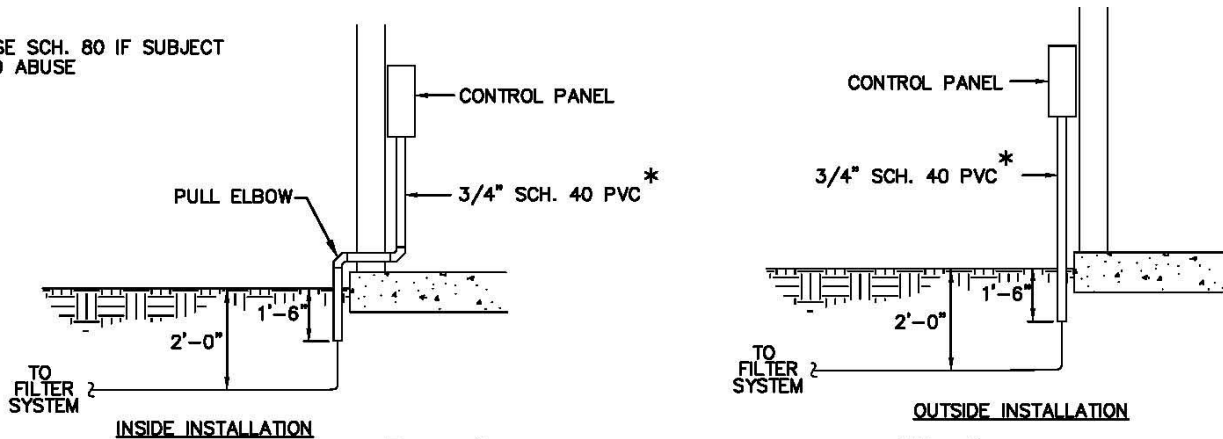 SE SCH. 80 IF SUBJECT
ABUSE
CONTROL PANEL
3/4" SCH. 40 PVC*
PULL ELBOW
1'-6"
2'-0"
TO
FILTER
SYSTEM
INSIDE INSTALLATION
CONTROL PANEL
3/4" SCH. 40 PVC*
1'-6"
2'-0"
TO
FILTER
SYSTEM
OUTSIDE INSTALLATION